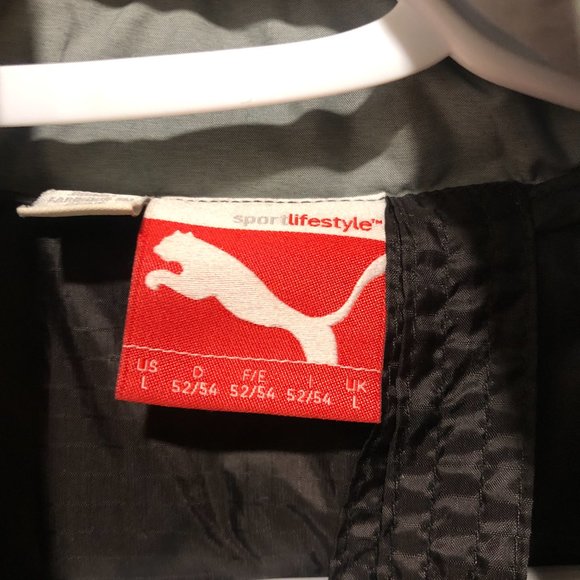 sportlifestyle™
US D F/E I UK
L 52/54 52/54 52/54 L